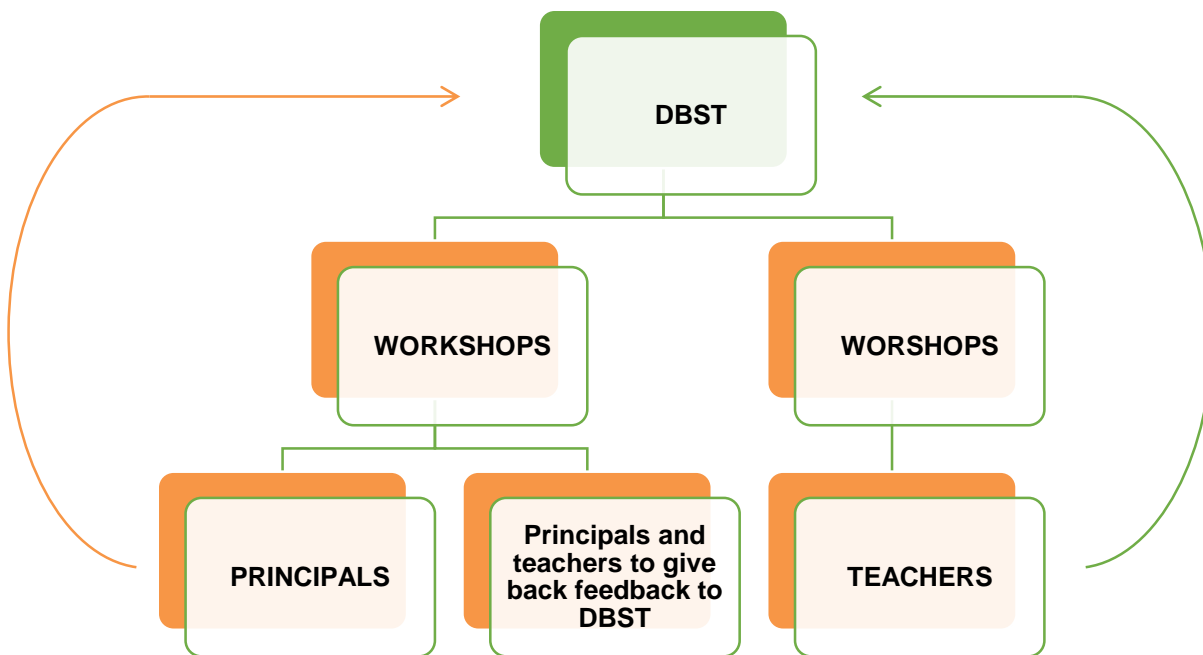 DBST
WORKSHOPS
WORSHOPS
PRINCIPALS
Principals and
teachers to give
back feedback to
DBST
TEACHERS